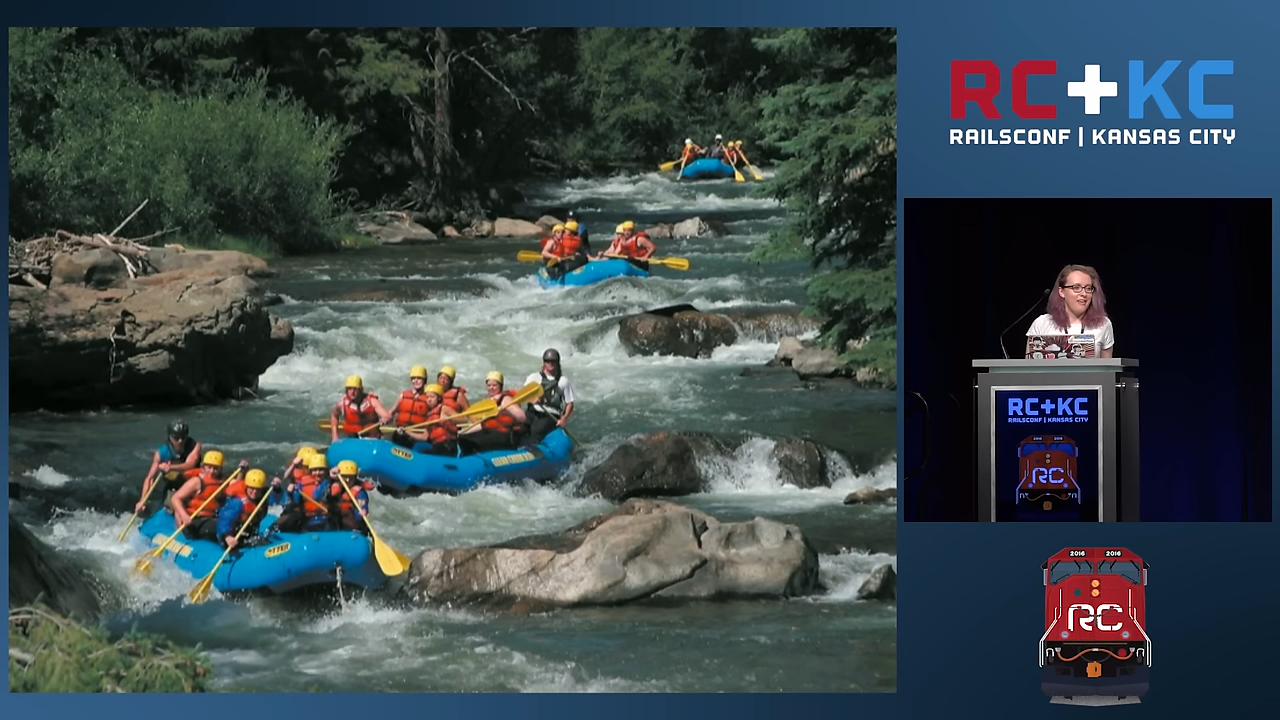 RC+KC
RAILSCONF | KANSAS CITY
RC+KC
RAILSCONF | KANSAS CITY
RC
2016 2016
RC